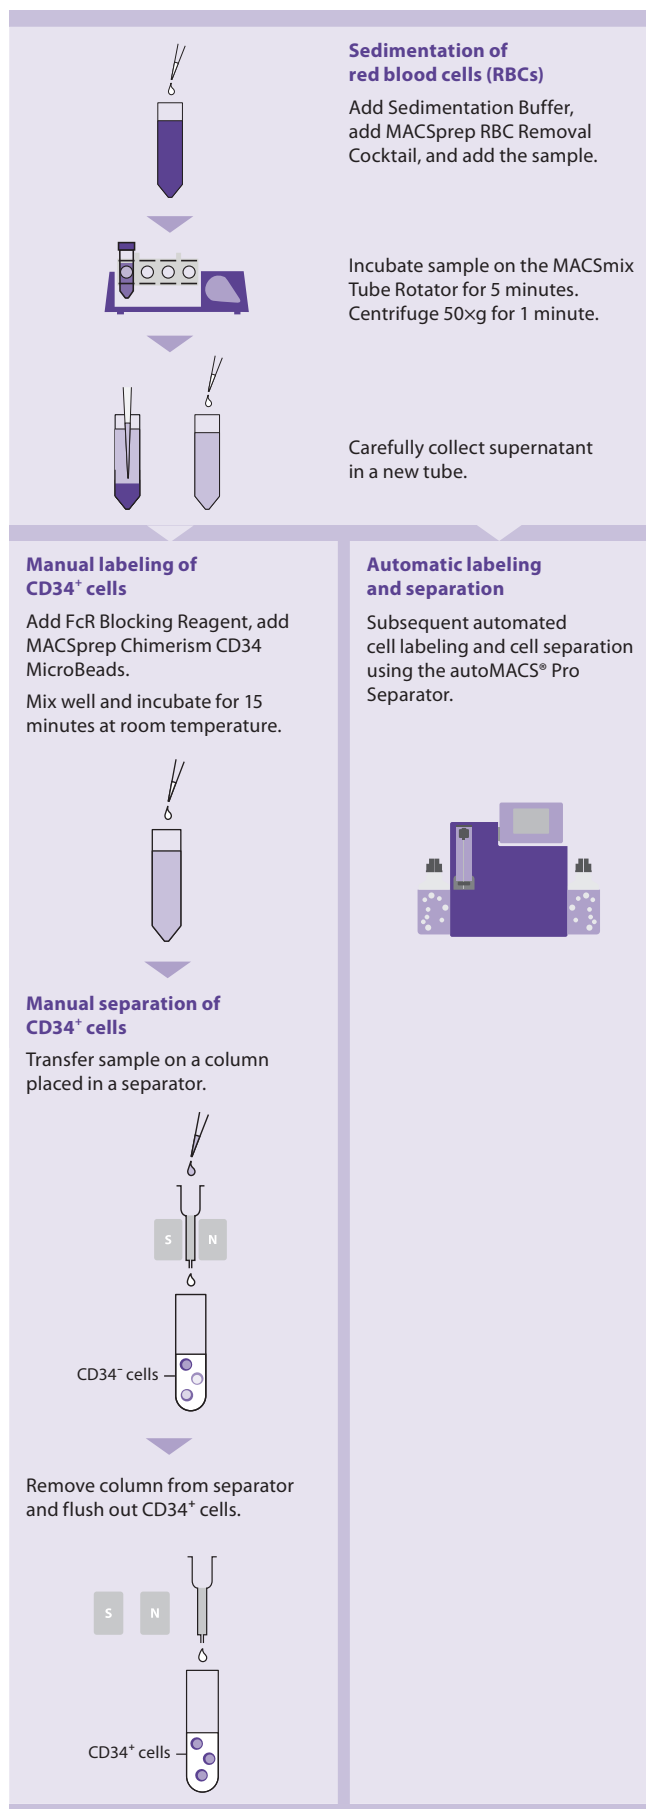 Sedimentation of
red blood cells (RBCs)
Add Sedimentation Buffer,
add MACSprep RBC Removal
Cocktail, and add the sample.
Incubate sample on the MACSmix
Tube Rotator for 5 minutes.
Centrifuge 50×g for 1 minute.
Carefully collect supernatant
in a new tube.
Manual labeling of
CD34⁺ cells
Add FcR Blocking Reagent, add
MACSprep Chimerism CD34
MicroBeads.
Mix well and incubate for 15
minutes at room temperature.
Manual separation of
CD34⁺ cells
Transfer sample on a column
placed in a separator.
S N
CD34⁻ cells
Remove column from separator
and flush out CD34⁺ cells.
S N
CD34⁺ cells
Automatic labeling
and separation
Subsequent automated
cell labeling and cell separation
using the autoMACS® Pro
Separator.